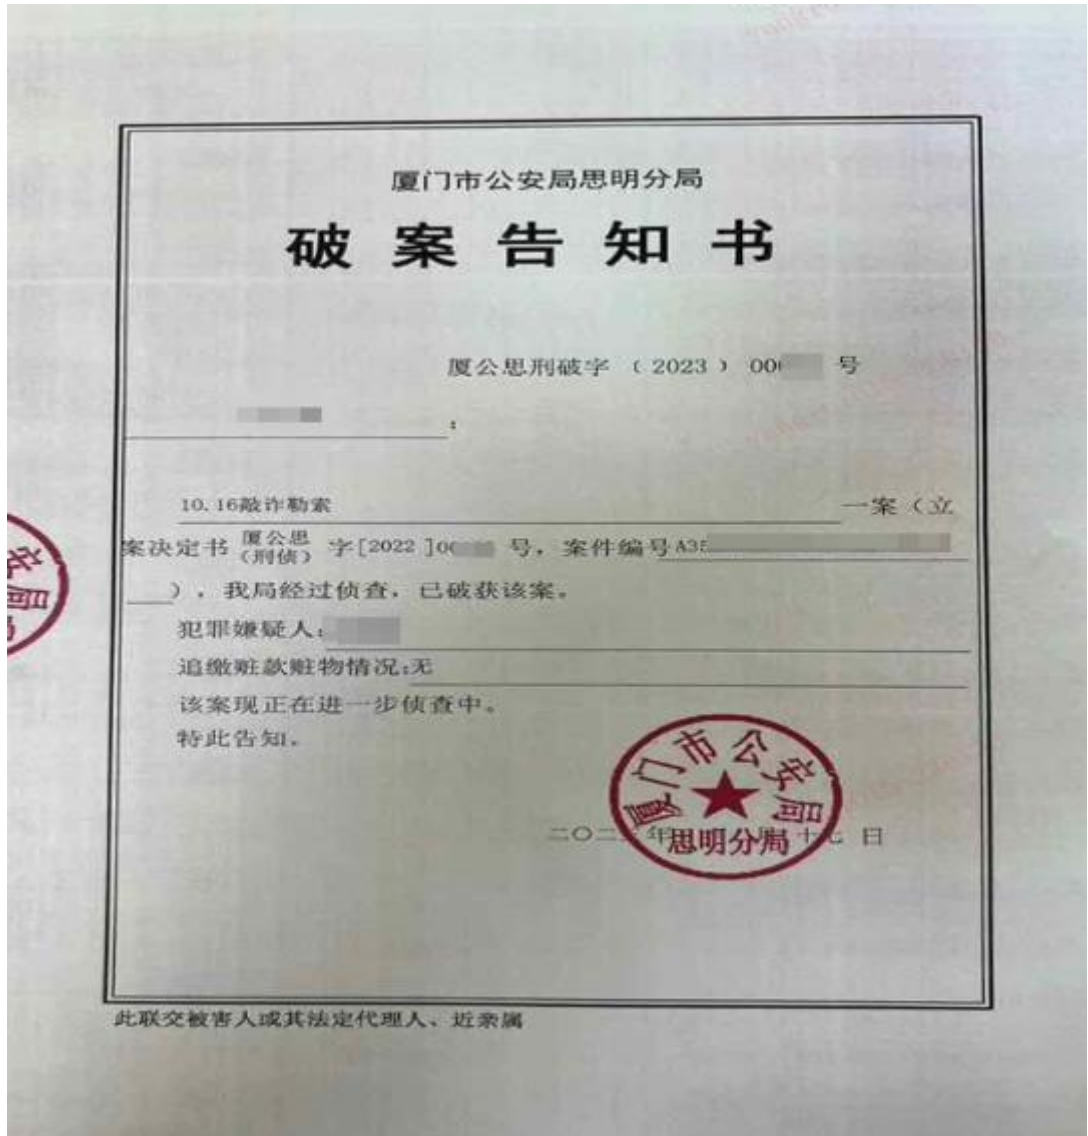 厦门市公安局思明分局
破案告知书
厦公思刑破字（2023）00 号
：
10.16敲诈勒索 一案（立
案决定书 厦公思（刑侦） 字[2022]0 号，案件编号A35
），我局经过侦查，已破获该案。
犯罪嫌疑人：
追缴赃款赃物情况:无
该案现正在进一步侦查中。
特此告知。
厦门市公安局
思明分局
二〇二 年 月 十七日
此联交被害人或其法定代理人、近亲属
安局